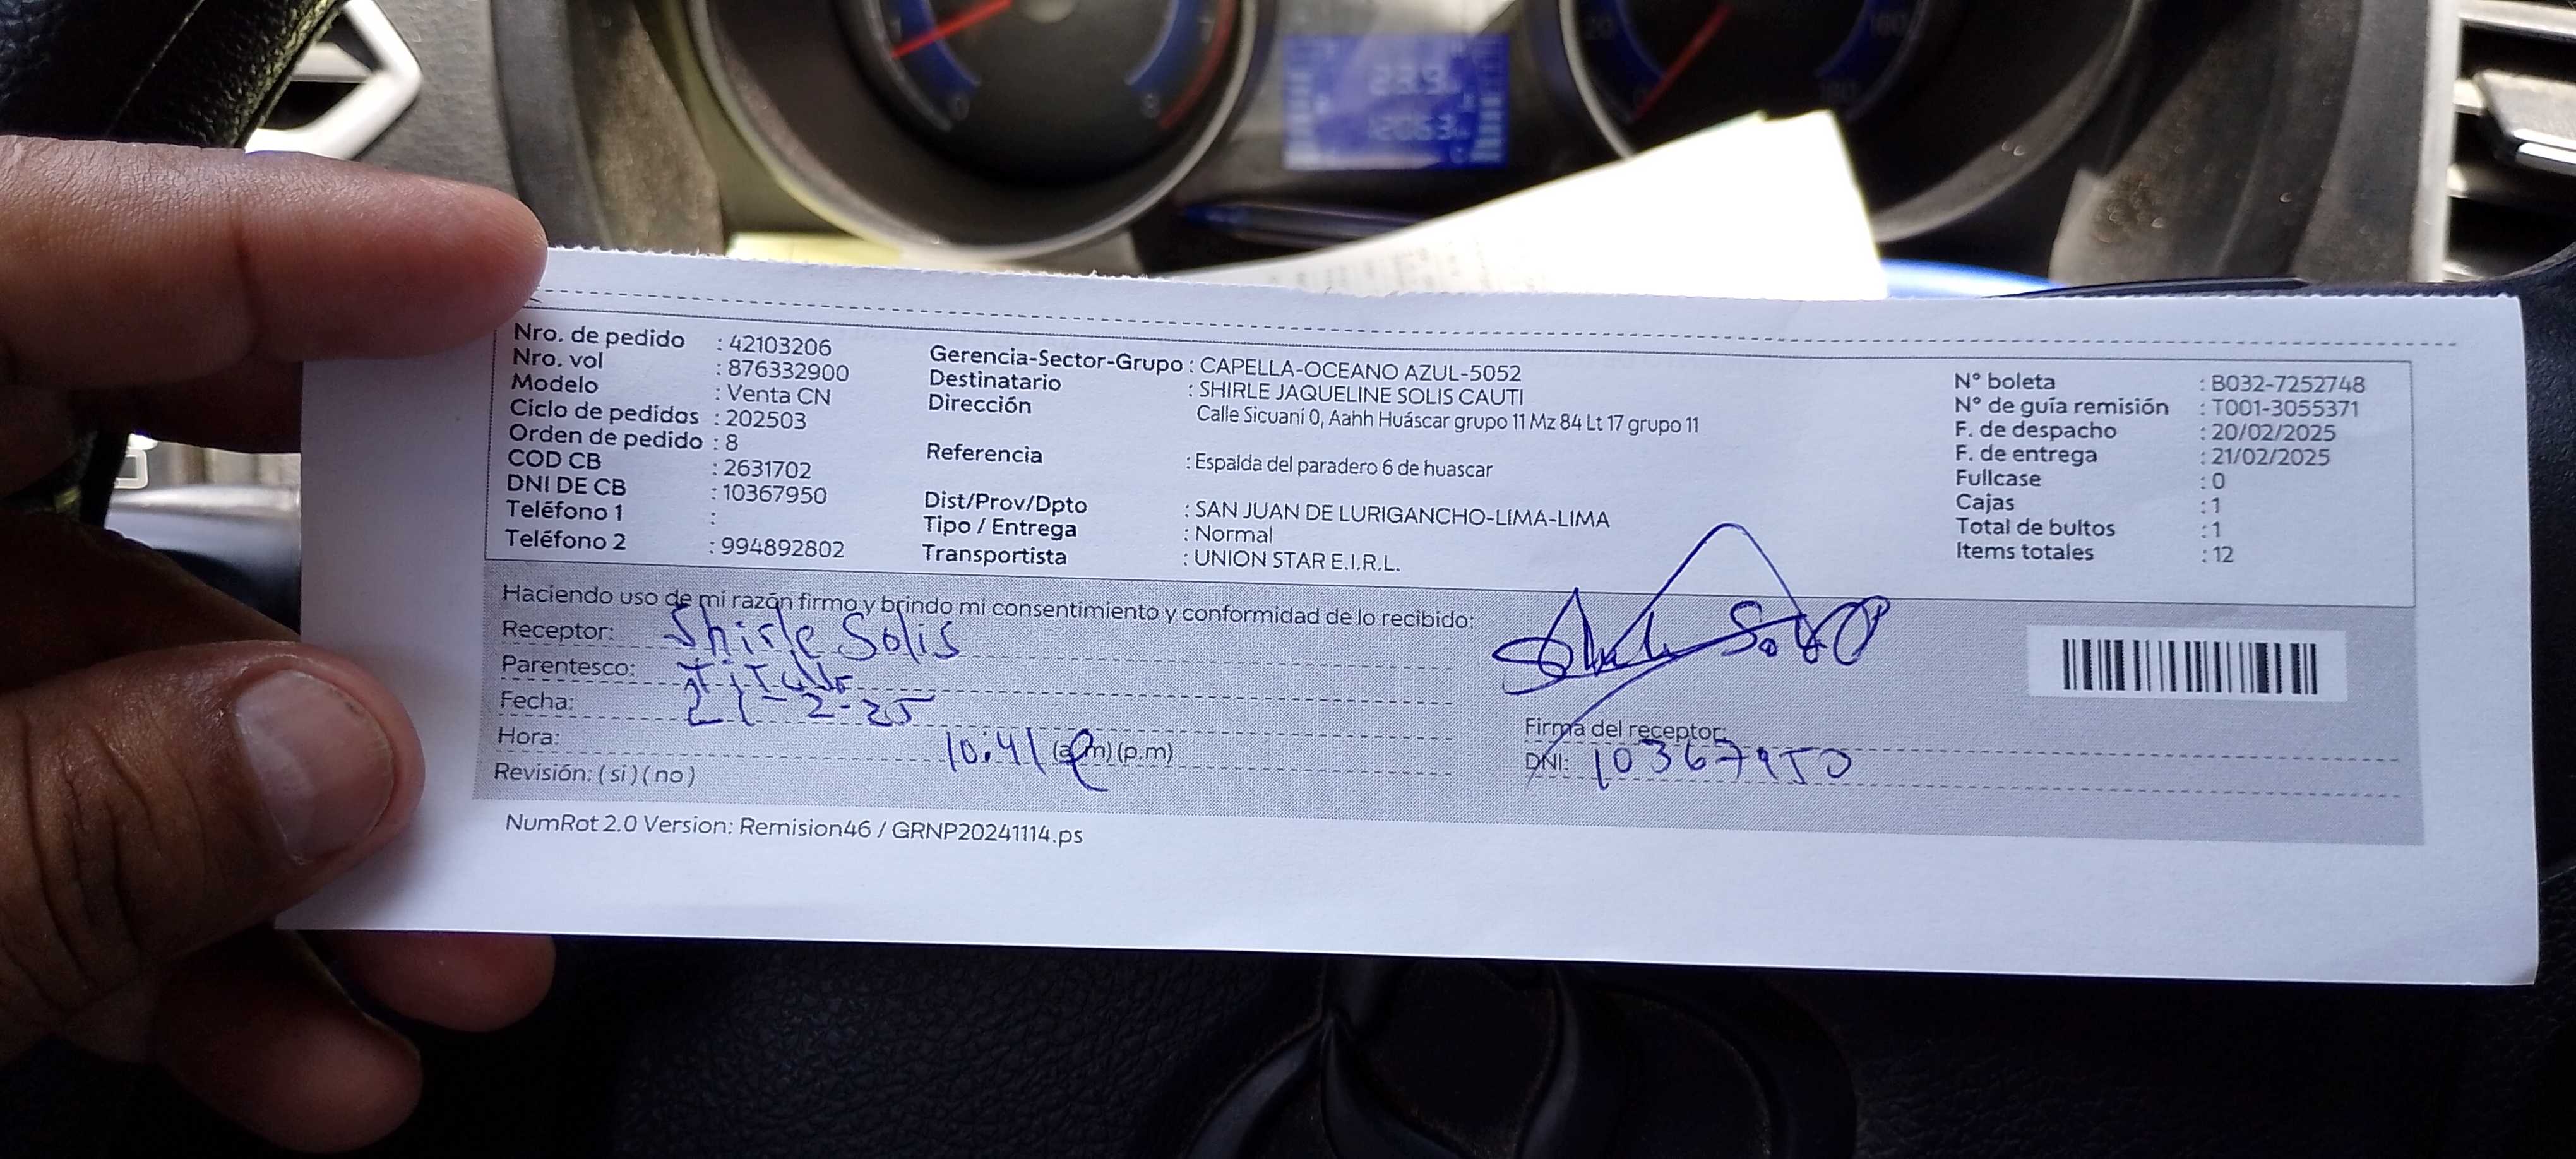 Nro. de pedido : 42103206
Nro. vol : 876332900
Modelo : Venta CN
Ciclo de pedidos : 202503
Orden de pedido : 8
COD CB : 2631702
DNI DE CB : 10367950
Teléfono 1 :
Teléfono 2 : 994892802
Gerencia-Sector-Grupo : CAPELLA-OCEANO AZUL-5052
Destinatario : SHIRLE JAQUELINE SOLIS CAUTI
Dirección : Calle Sicuani 0, Aahh Huáscar grupo 11 Mz 84 Lt 17 grupo 11
Referencia : Espalda del paradero 6 de huascar
Dist/Prov/Dpto : SAN JUAN DE LURIGANCHO-LIMA-LIMA
Tipo / Entrega : Normal
Transportista : UNION STAR E.I.R.L.
N° boleta : B032-7252748
N° de guía remisión : T001-3055371
F. de despacho : 20/02/2025
F. de entrega : 21/02/2025
Fullcase : 0
Cajas : 1
Total de bultos : 1
Items totales : 12
Haciendo uso de mi razón firmo y brindo mi consentimiento y conformidad de lo recibido:
Receptor: Shirle Solis
Parentesco:
Fecha: 21-2-25
Hora: 10:41 (a.m) (p.m)
Revisión: ( si ) ( no )
Firma del receptor:
DNI: 10367950
NumRot 2.0 Version: Remision46 / GRNP20241114.ps